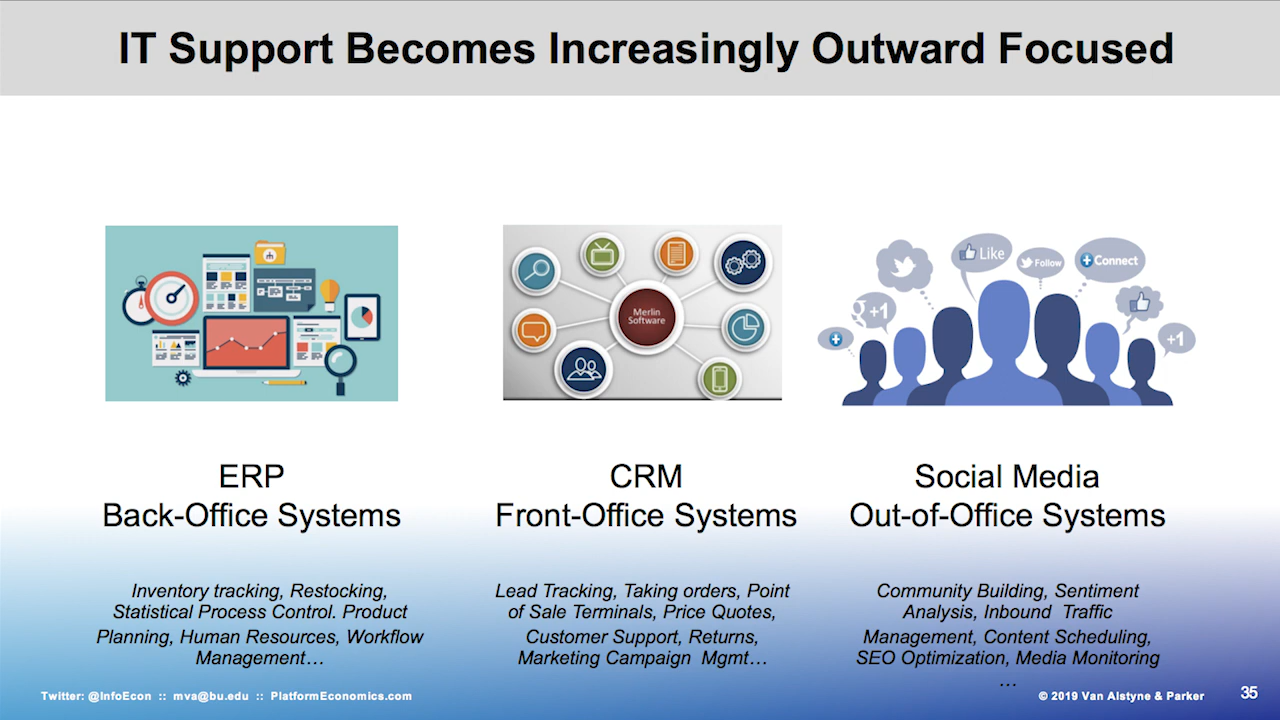 IT Support Becomes Increasingly Outward Focused
Merlin
Software
Like
Follow
Connect
g +1
+1
ERP
Back-Office Systems
CRM
Front-Office Systems
Social Media
Out-of-Office Systems
Inventory tracking, Restocking,
Statistical Process Control. Product
Planning, Human Resources, Workflow
Management…
Lead Tracking, Taking orders, Point
of Sale Terminals, Price Quotes,
Customer Support, Returns,
Marketing Campaign Mgmt…
Community Building, Sentiment
Analysis, Inbound Traffic
Management, Content Scheduling,
SEO Optimization, Media Monitoring
…
Twitter: @InfoEcon :: mva@bu.edu :: PlatformEconomics.com
© 2019 Van Alstyne & Parker
35